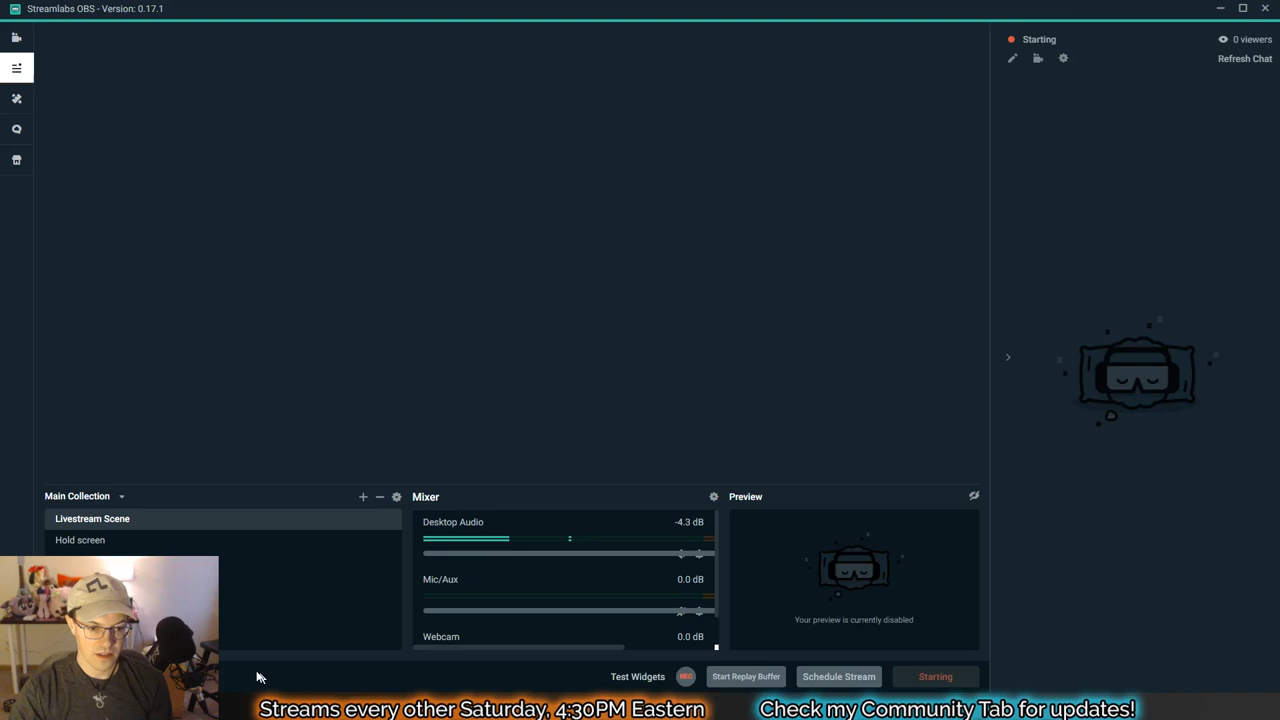 Streamlabs OBS - Version: 0.17.1
Starting
0 viewers
Refresh Chat
Main Collection
Livestream Scene
Hold screen
Mixer
Desktop Audio
-4.3 dB
Mic/Aux
0.0 dB
Webcam
0.0 dB
Preview
Your preview is currently disabled
Test Widgets
REC
Start Replay Buffer
Schedule Stream
Starting
Streams every other Saturday, 4:30PM Eastern
Check my Community Tab for updates!